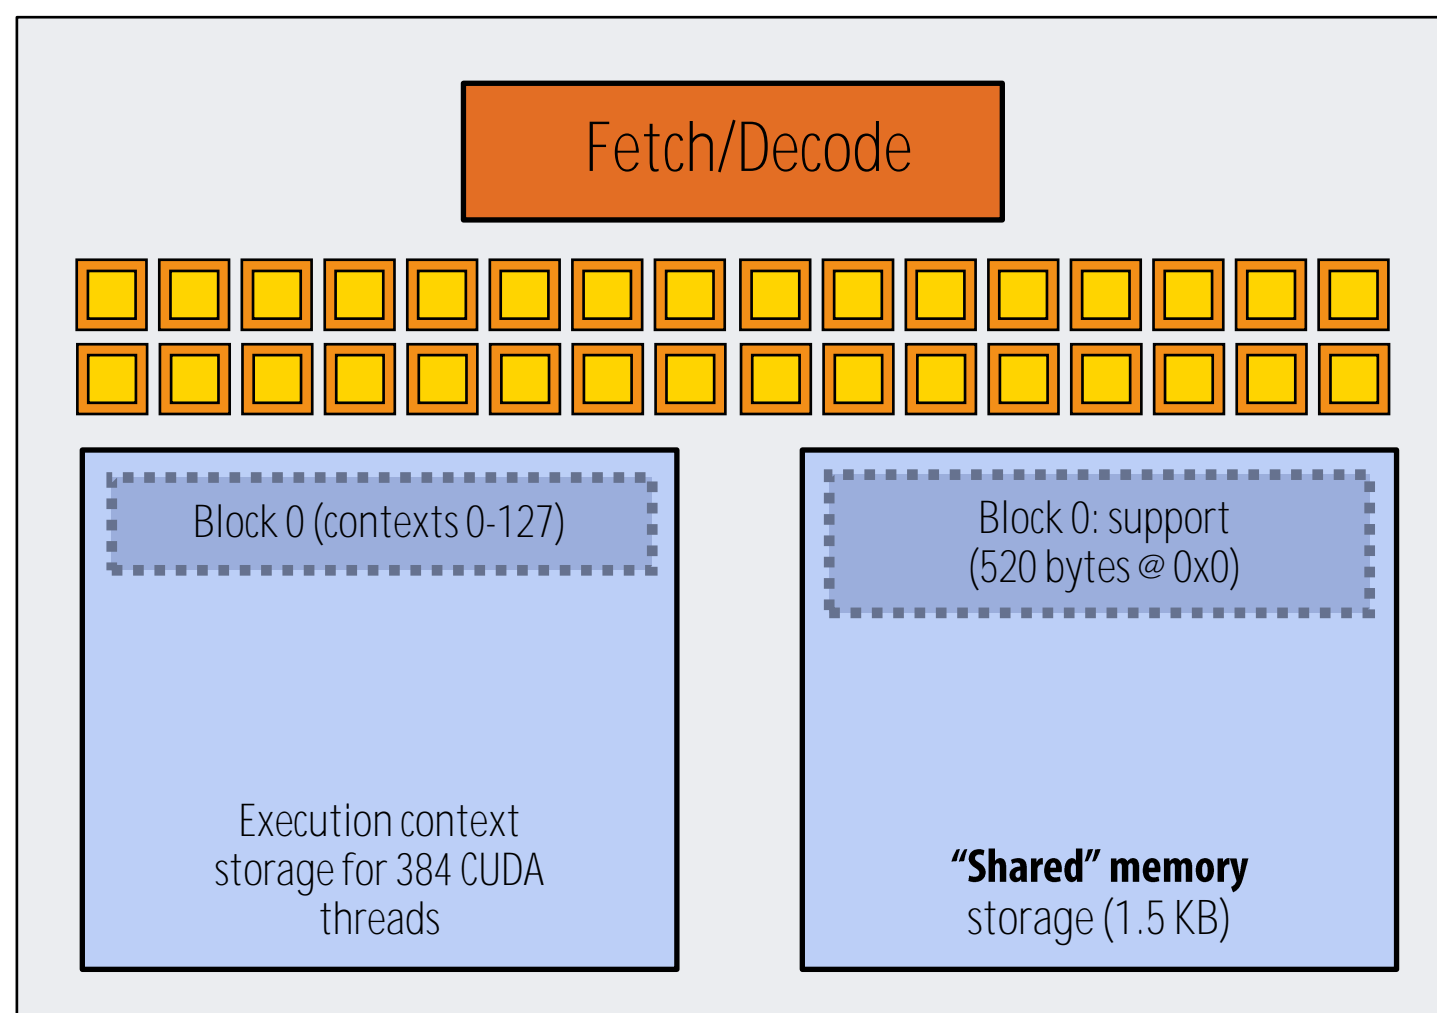 Fetch/Decode
Block 0 (contexts 0-127)
Block 0: support
(520 bytes @ 0x0)
Execution context
storage for 384 CUDA
threads
“Shared” memory
storage (1.5 KB)